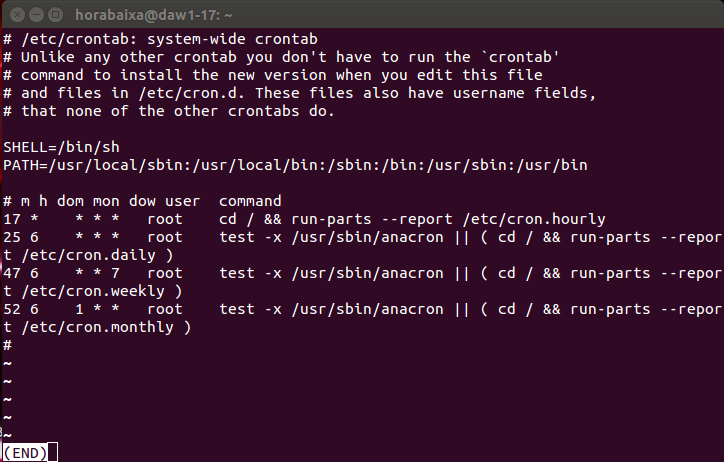 horabaixa@daw1-17: ~
# /etc/crontab: system-wide crontab
# Unlike any other crontab you don't have to run the `crontab'
# command to install the new version when you edit this file
# and files in /etc/cron.d. These files also have username fields,
# that none of the other crontabs do.

SHELL=/bin/sh
PATH=/usr/local/sbin:/usr/local/bin:/sbin:/bin:/usr/sbin:/usr/bin

# m h dom mon dow user  command
17 *    * * *   root    cd / && run-parts --report /etc/cron.hourly
25 6    * * *   root    test -x /usr/sbin/anacron || ( cd / && run-parts --repor
t /etc/cron.daily )
47 6    * * 7   root    test -x /usr/sbin/anacron || ( cd / && run-parts --repor
t /etc/cron.weekly )
52 6    1 * *   root    test -x /usr/sbin/anacron || ( cd / && run-parts --repor
t /etc/cron.monthly )
#
~
~
~
~
~
(END)